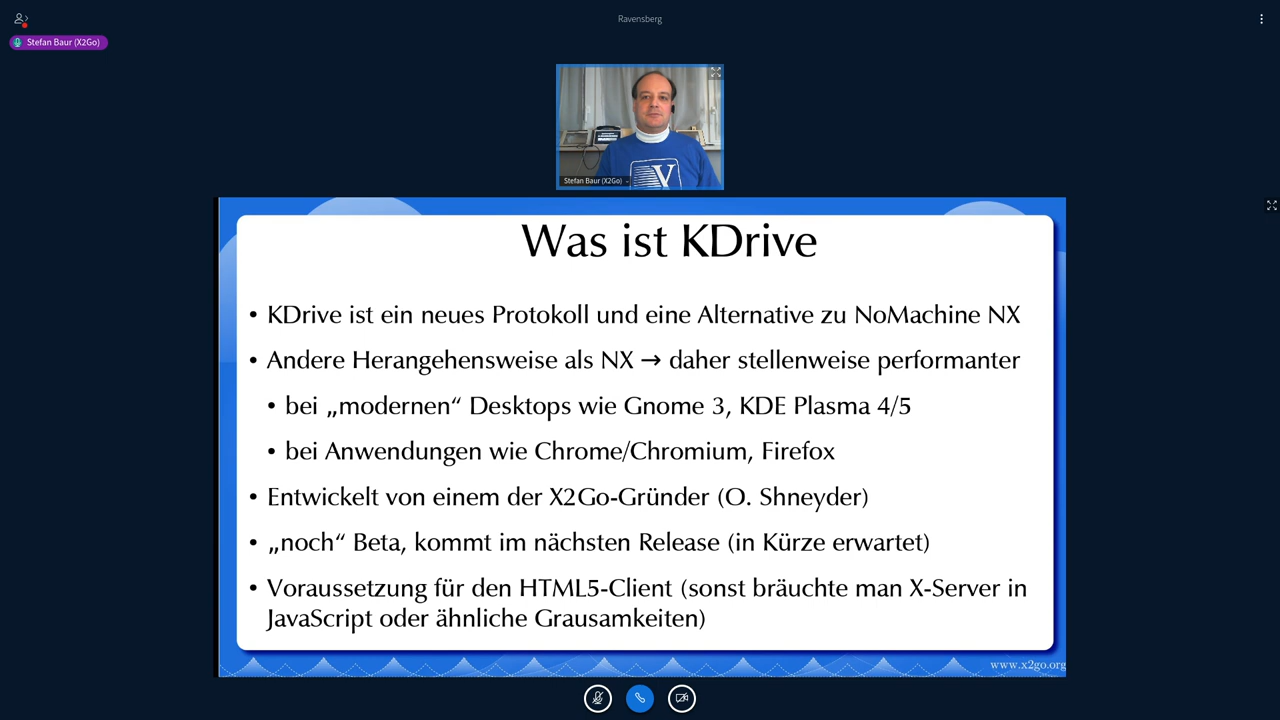 Ravensberg
Stefan Baur (X2Go)
Stefan Baur (X2Go)
X
Was ist KDrive
• KDrive ist ein neues Protokoll und eine Alternative zu NoMachine NX
• Andere Herangehensweise als NX → daher stellenweise performanter
• bei „modernen“ Desktops wie Gnome 3, KDE Plasma 4/5
• bei Anwendungen wie Chrome/Chromium, Firefox
• Entwickelt von einem der X2Go-Gründer (O. Shneyder)
• „noch“ Beta, kommt im nächsten Release (in Kürze erwartet)
• Voraussetzung für den HTML5-Client (sonst bräuchte man X-Server in
JavaScript oder ähnliche Grausamkeiten)
www.x2go.org